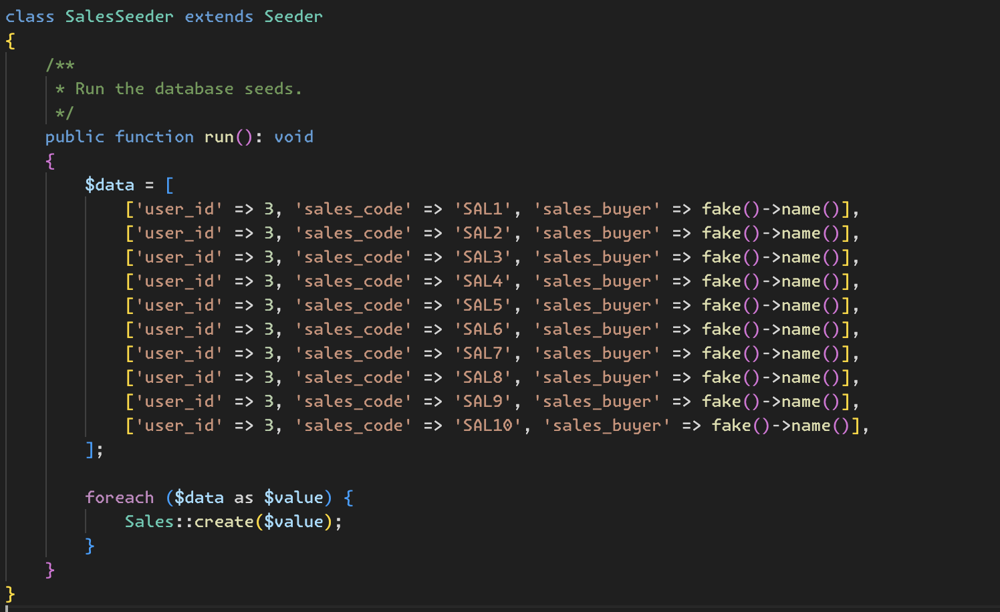 class SalesSeeder extends Seeder
{
    /**
     * Run the database seeds.
     */
    public function run(): void
    {
        $data = [
            ['user_id' => 3, 'sales_code' => 'SAL1', 'sales_buyer' => fake()->name()],
            ['user_id' => 3, 'sales_code' => 'SAL2', 'sales_buyer' => fake()->name()],
            ['user_id' => 3, 'sales_code' => 'SAL3', 'sales_buyer' => fake()->name()],
            ['user_id' => 3, 'sales_code' => 'SAL4', 'sales_buyer' => fake()->name()],
            ['user_id' => 3, 'sales_code' => 'SAL5', 'sales_buyer' => fake()->name()],
            ['user_id' => 3, 'sales_code' => 'SAL6', 'sales_buyer' => fake()->name()],
            ['user_id' => 3, 'sales_code' => 'SAL7', 'sales_buyer' => fake()->name()],
            ['user_id' => 3, 'sales_code' => 'SAL8', 'sales_buyer' => fake()->name()],
            ['user_id' => 3, 'sales_code' => 'SAL9', 'sales_buyer' => fake()->name()],
            ['user_id' => 3, 'sales_code' => 'SAL10', 'sales_buyer' => fake()->name()],
        ];

        foreach ($data as $value) {
            Sales::create($value);
        }
    }
}